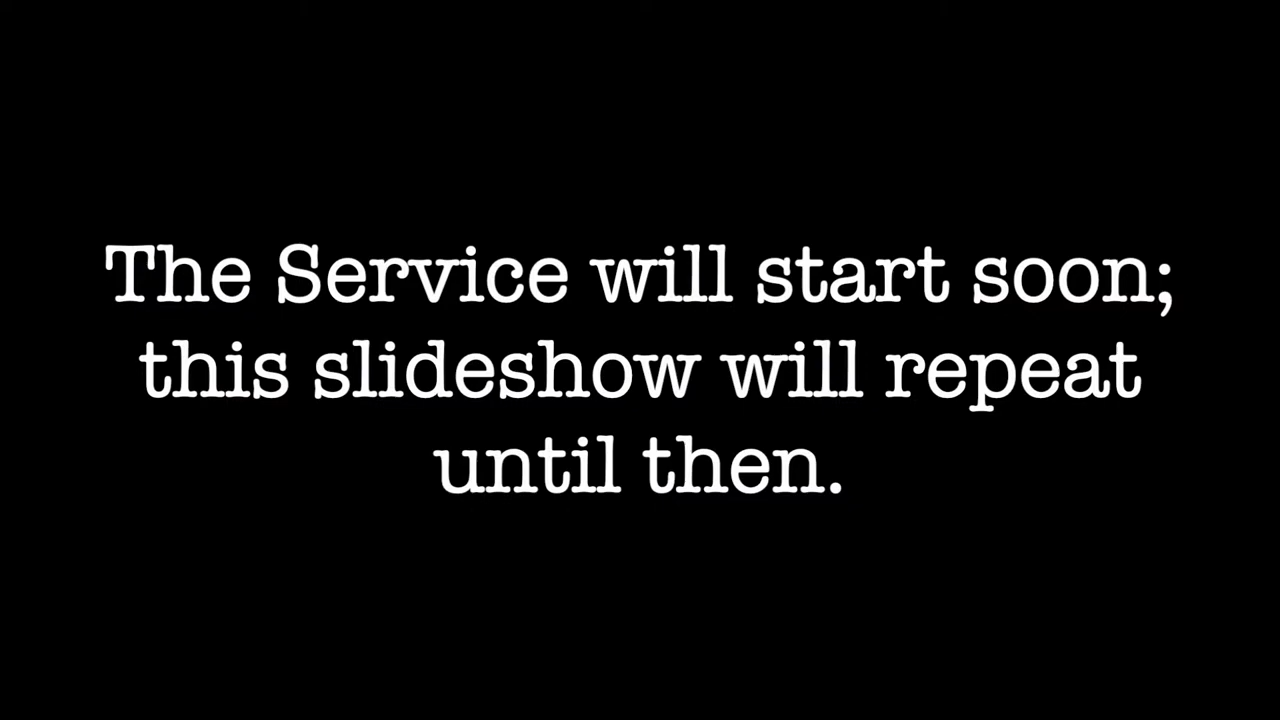 The Service will start soon;
this slideshow will repeat
until then.